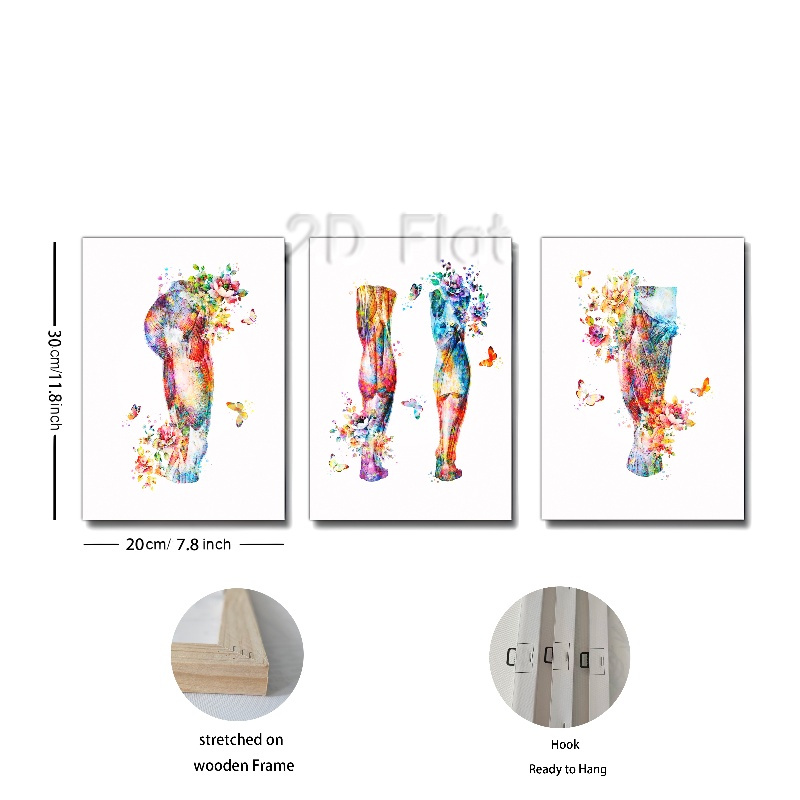 2D Flat
30cm/11.8inch
20cm/ 7.8 inch
stretched on
wooden Frame
Hook
Ready to Hang